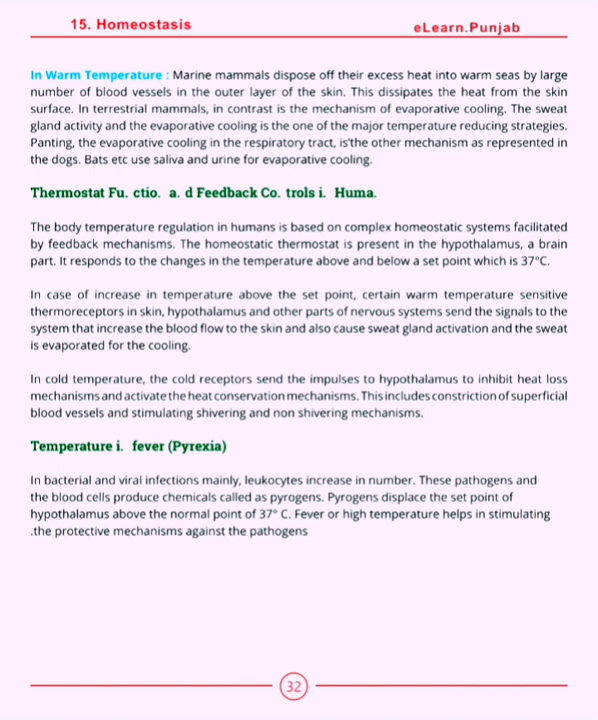 15. Homeostasis
eLearn.Punjab
In Warm Temperature : Marine mammals dispose off their excess heat into warm seas by large
number of blood vessels in the outer layer of the skin. This dissipates the heat from the skin
surface. In terrestrial mammals, in contrast is the mechanism of evaporative cooling. The sweat
gland activity and the evaporative cooling is the one of the major temperature reducing strategies.
Panting, the evaporative cooling in the respiratory tract, is'the other mechanism as represented in
the dogs. Bats etc use saliva and urine for evaporative cooling.
Thermostat Fu. ctio. a. d Feedback Co. trols i. Huma.
The body temperature regulation in humans is based on complex homeostatic systems facilitated
by feedback mechanisms. The homeostatic thermostat is present in the hypothalamus, a brain
part. It responds to the changes in the temperature above and below a set point which is 37°C.
In case of increase in temperature above the set point, certain warm temperature sensitive
thermoreceptors in skin, hypothalamus and other parts of nervous systems send the signals to the
system that increase the blood flow to the skin and also cause sweat gland activation and the sweat
is evaporated for the cooling.
In cold temperature, the cold receptors send the impulses to hypothalamus to inhibit heat loss
mechanisms and activate the heat conservation mechanisms. This includes constriction of superficial
blood vessels and stimulating shivering and non shivering mechanisms.
Temperature i. fever (Pyrexia)
In bacterial and viral infections mainly, leukocytes increase in number. These pathogens and
the blood cells produce chemicals called as pyrogens. Pyrogens displace the set point of
hypothalamus above the normal point of 37° C. Fever or high temperature helps in stimulating
.the protective mechanisms against the pathogens
32